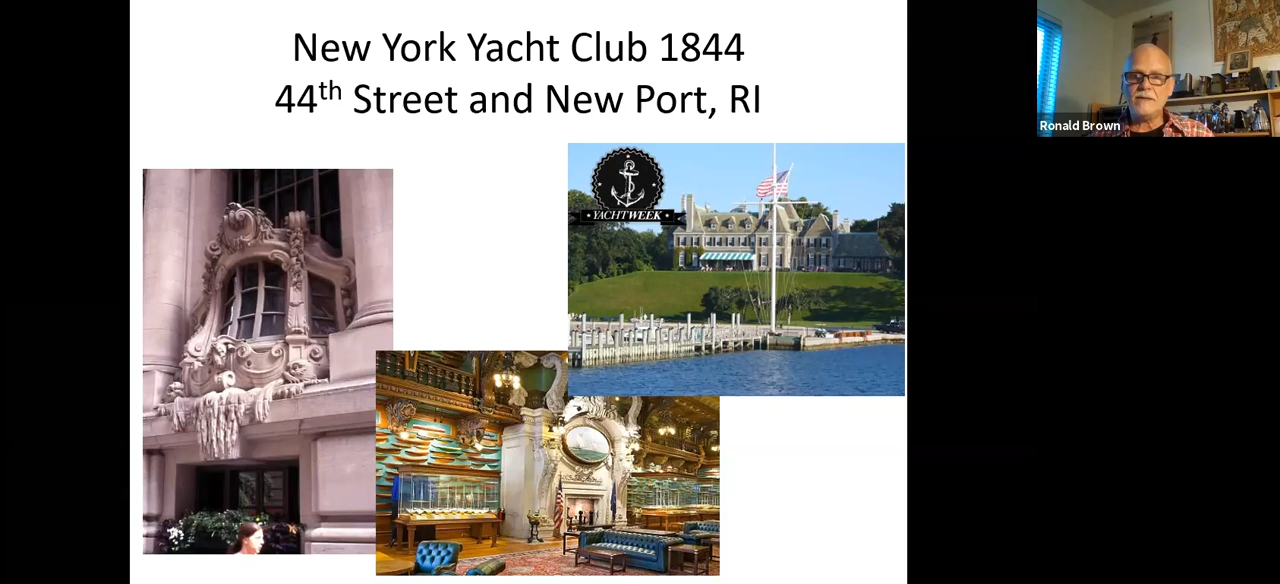 New York Yacht Club 1844
44th Street and New Port, RI
YACHTWEEK
Ronald Brown